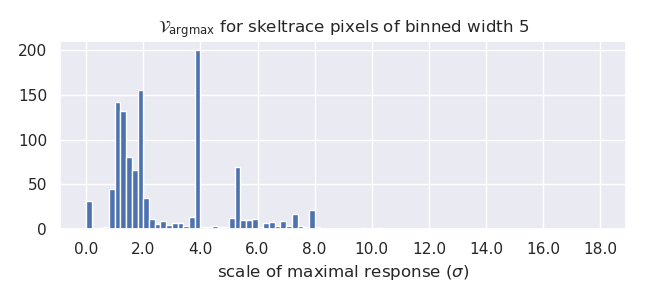 𝒱argmax for skeltrace pixels of binned width 5
200
150
100
50
0
0.0 2.0 4.0 6.0 8.0 10.0 12.0 14.0 16.0 18.0
scale of maximal response (σ)